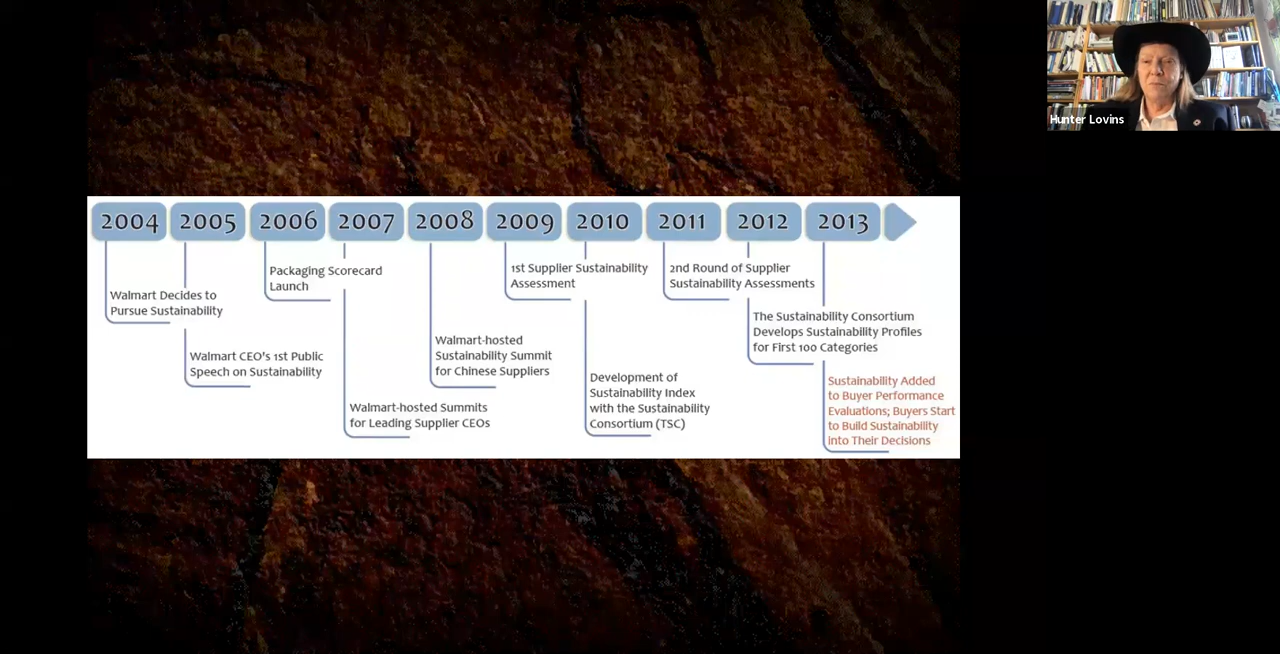 2004 2005 2006 2007 2008 2009 2010 2011 2012 2013
Walmart Decides to
Pursue Sustainability
Walmart CEO's 1st Public
Speech on Sustainability
Packaging Scorecard
Launch
Walmart-hosted Summits
for Leading Supplier CEOs
Walmart-hosted
Sustainability Summit
for Chinese Suppliers
1st Supplier Sustainability
Assessment
Development of
Sustainability Index
with the Sustainability
Consortium (TSC)
2nd Round of Supplier
Sustainability Assessments
The Sustainability Consortium
Develops Sustainability Profiles
for First 100 Categories
Sustainability Added
to Buyer Performance
Evaluations; Buyers Start
to Build Sustainability
into Their Decisions
Hunter Lovins